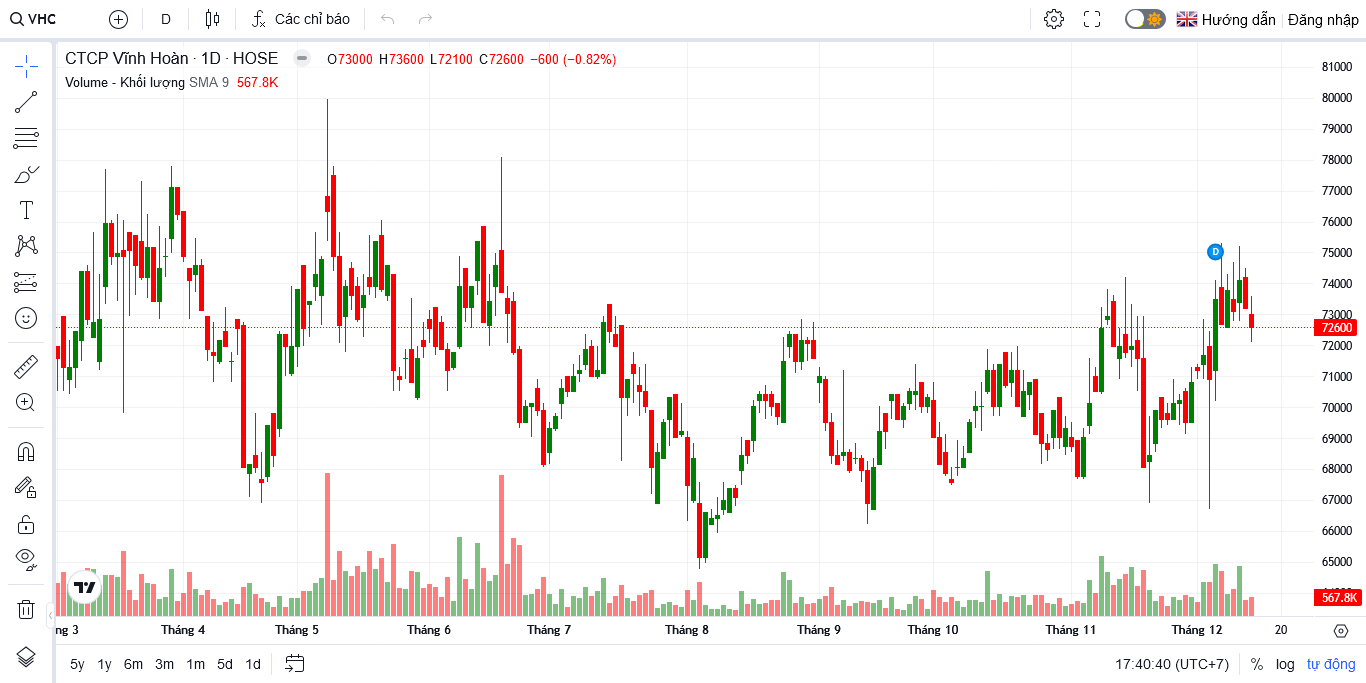 VHC D Các chỉ báo Hướng dẫn Đăng nhập
CTCP Vĩnh Hoàn · 1D · HOSE O73000 H73600 L72100 C72600 −600 (−0.82%)
Volume - Khối lượng SMA 9 567.8K
81000
80000
79000
78000
77000
76000
75000
D
74000
73000
72600
72000
71000
70000
69000
68000
67000
66000
65000
567.8K
ng 3 Tháng 4 Tháng 5 Tháng 6 Tháng 7 Tháng 8 Tháng 9 Tháng 10 Tháng 11 Tháng 12 20
5y 1y 6m 3m 1m 5d 1d 17:40:40 (UTC+7) % log tự động